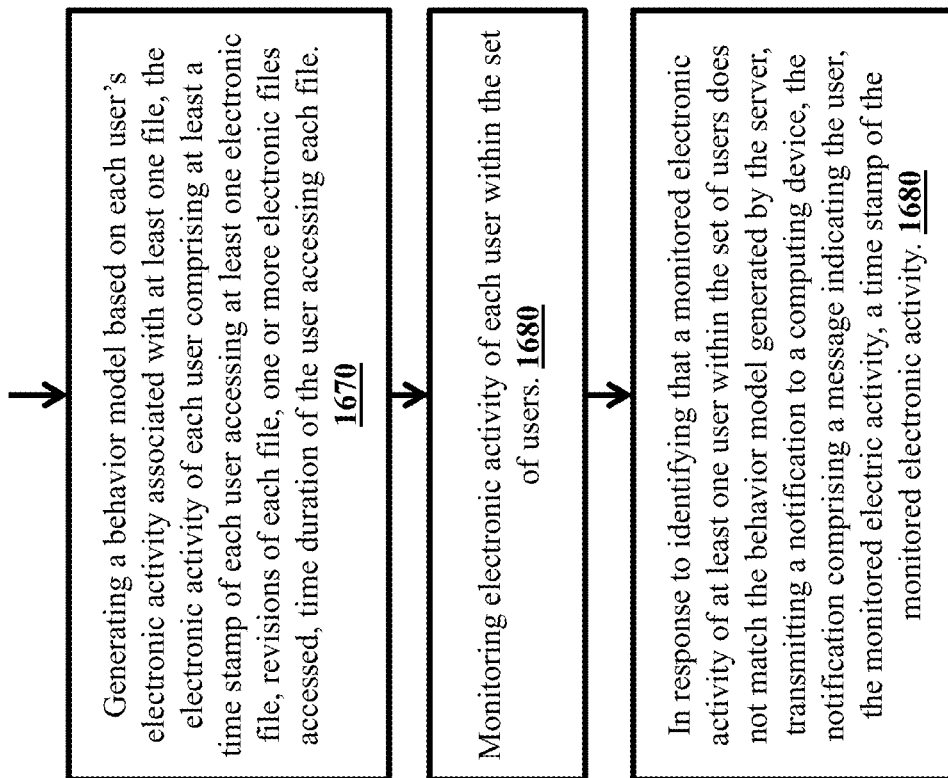 Generating a behavior model based on each user's
electronic activity associated with at least one file, the
electronic activity of each user comprising at least a
time stamp of each user accessing at least one electronic
file, revisions of each file, one or more electronic files
accessed, time duration of the user accessing each file.
1670
Monitoring electronic activity of each user within the set
of users. 1680
In response to identifying that a monitored electronic
activity of at least one user within the set of users does
not match the behavior model generated by the server,
transmitting a notification to a computing device, the
notification comprising a message indicating the user,
the monitored electric activity, a time stamp of the
monitored electronic activity. 1680